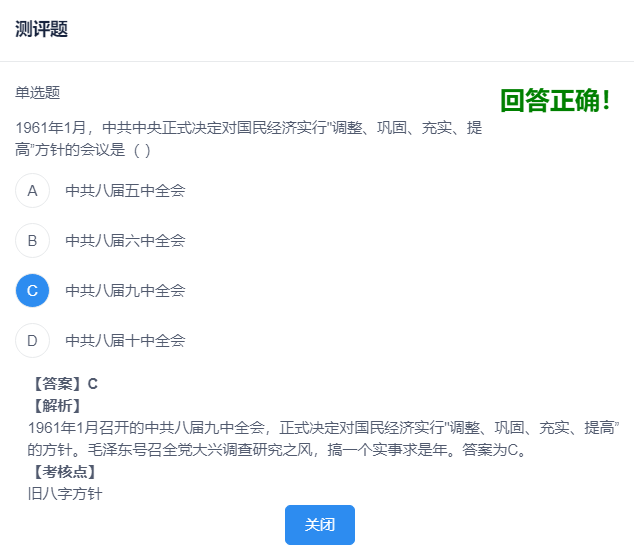 测评题
单选题
回答正确！
1961年1月，中共中央正式决定对国民经济实行"调整、巩固、充实、提
高”方针的会议是（ ）
A 中共八届五中全会
B 中共八届六中全会
C 中共八届九中全会
D 中共八届十中全会
【答案】C
【解析】
1961年1月召开的中共八届九中全会，正式决定对国民经济实行"调整、巩固、充实、提高”
的方针。毛泽东号召全党大兴调查研究之风，搞一个实事求是年。答案为C。
【考核点】
旧八字方针
关闭